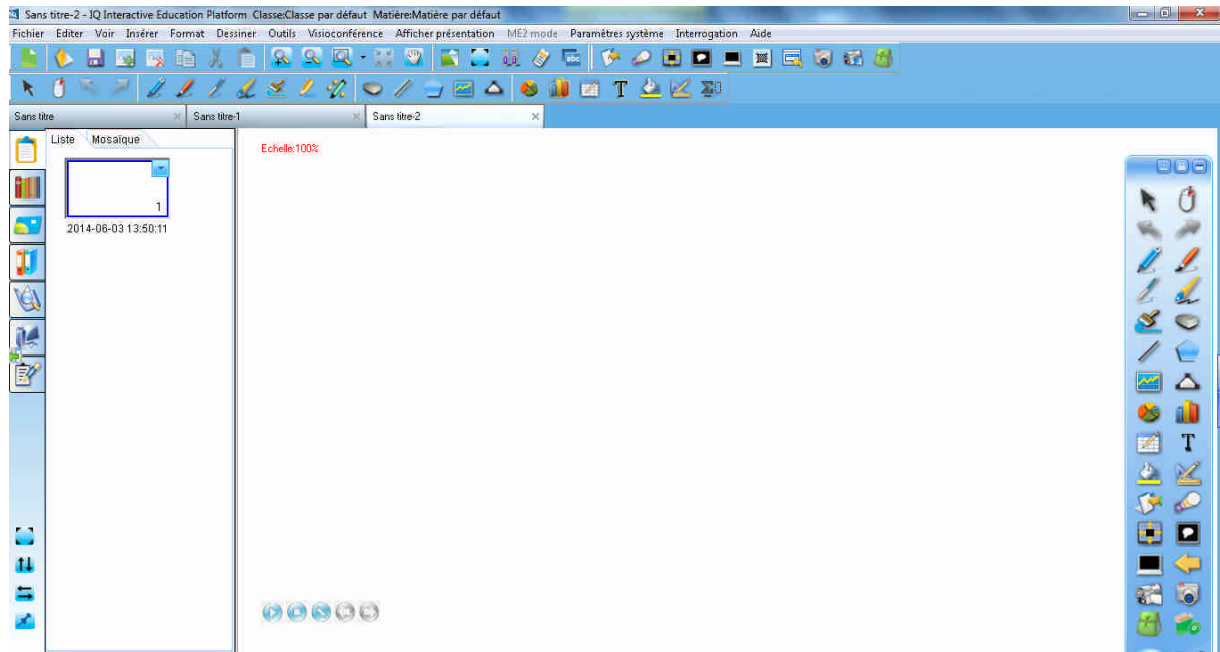 Sans titre-2 - IQ Interactive Education Platform Classe:Classe par défaut Matière:Matière par défaut
Fichier Editer Voir Insérer Format Dessiner Outils Visioconférence Afficher présentation ME2 mode Paramètres système Interrogation Aide
abc
T
Sans titre Sans titre-1 Sans titre-2
Liste Mosaïque
Echelle:100%
1
2014-06-03 13:50:11
T